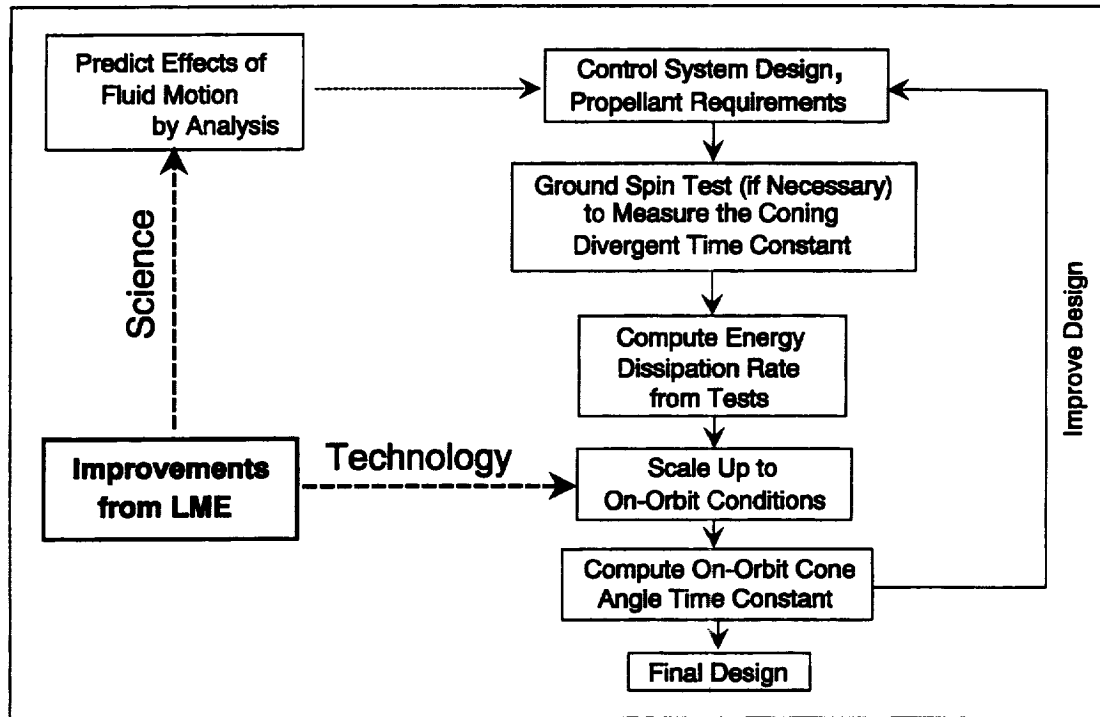 Predict Effects of
Fluid Motion
by Analysis
Control System Design,
Propellant Requirements
Ground Spin Test (if Necessary)
to Measure the Coning
Divergent Time Constant
Science
Compute Energy
Dissipation Rate
from Tests
Improve Design
Improvements
from LME
Technology
Scale Up to
On-Orbit Conditions
Compute On-Orbit Cone
Angle Time Constant
Final Design